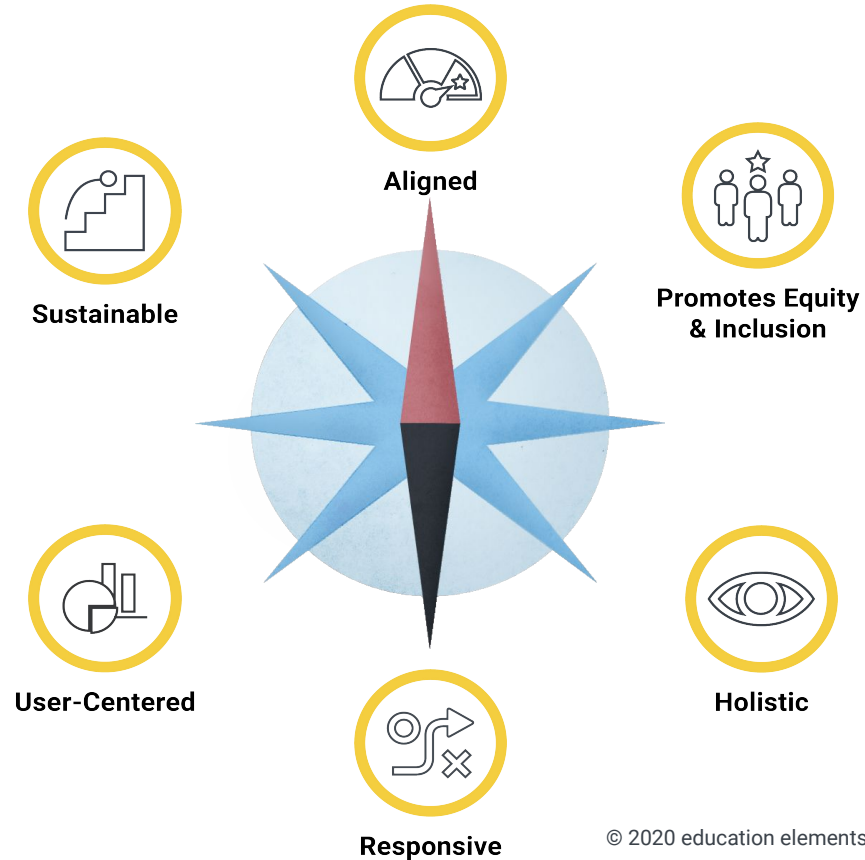 Aligned
Sustainable
Promotes Equity
& Inclusion
User-Centered
Holistic
Responsive
© 2020 education elements